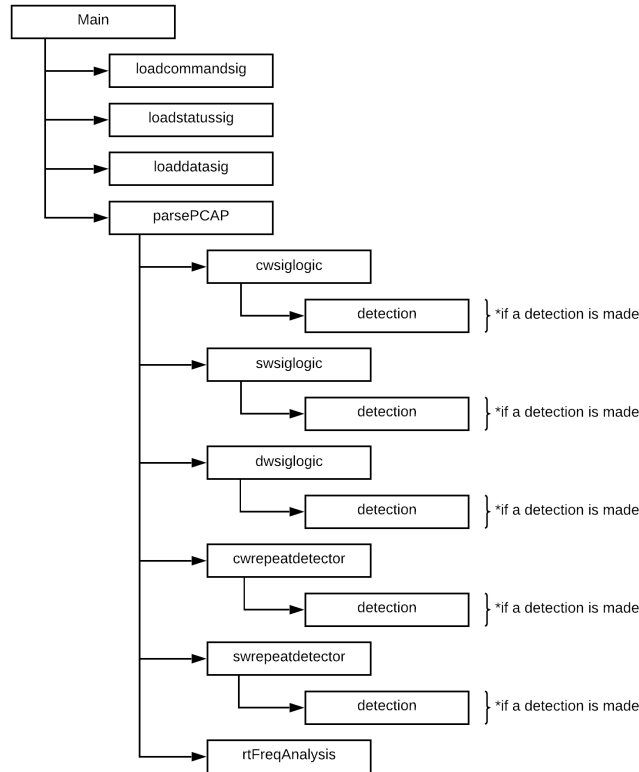 Main
loadcommandsig
loadstatussig
loaddatasig
parsePCAP
cwsiglogic
detection
*if a detection is made
swsiglogic
detection
*if a detection is made
dwsiglogic
detection
*if a detection is made
cwrepeatdetector
detection
*if a detection is made
swrepeatdetector
detection
*if a detection is made
rtFreqAnalysis